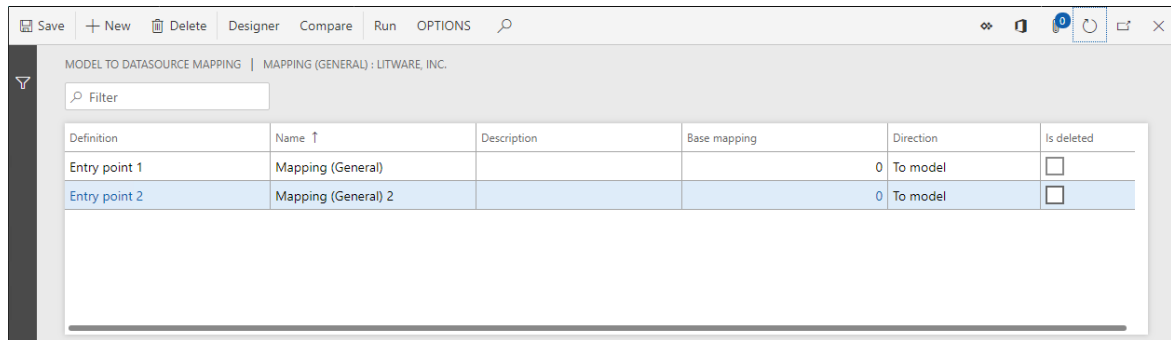 Save New Delete Designer Compare Run OPTIONS 0
MODEL TO DATASOURCE MAPPING | MAPPING (GENERAL) : LITWARE, INC.
Filter
Definition Name ↑ Description Base mapping Direction Is deleted
Entry point 1 Mapping (General) 0 To model
Entry point 2 Mapping (General) 2 0 To model